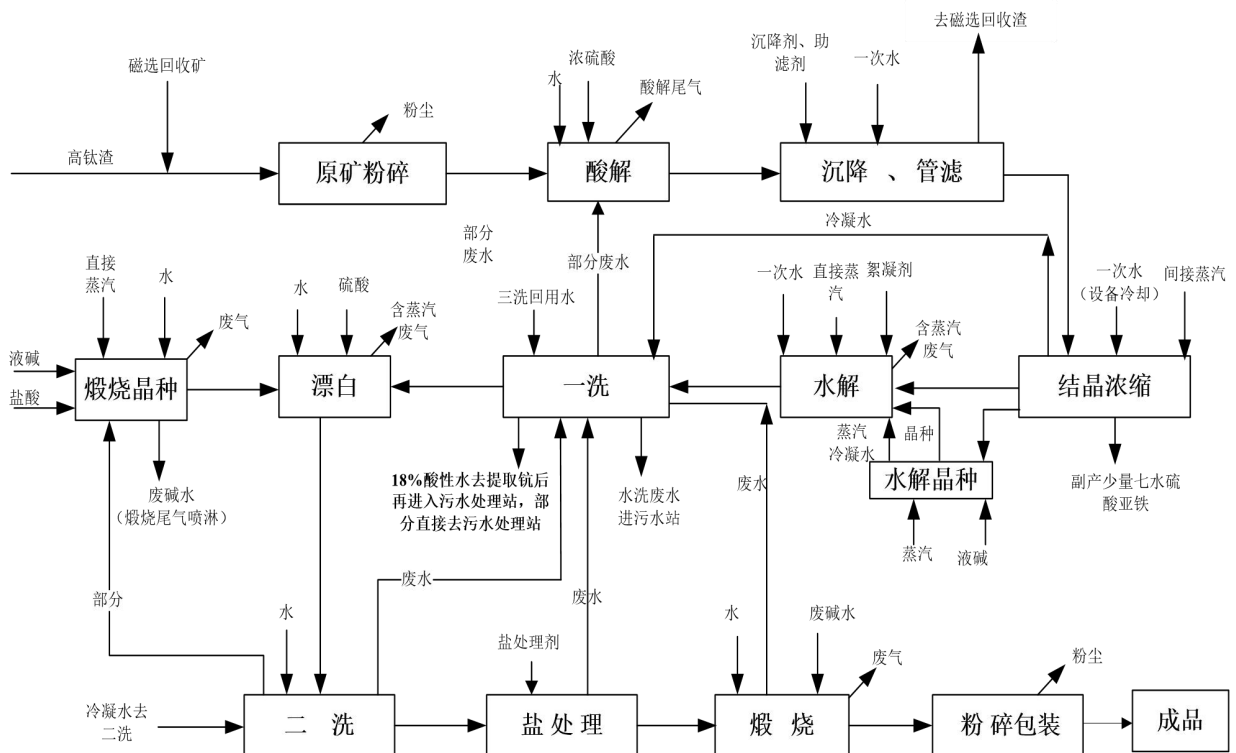 去磁选回收渣
磁选回收矿
浓硫酸
水
沉降剂、助
滤剂
一次水
酸解尾气
粉尘
高钛渣
原矿粉碎
酸解
沉降 、管滤
冷凝水
部分
废水
部分废水
直接
蒸汽
水
水
硫酸
三洗回用水
一次水
直接蒸
汽
絮凝剂
一次水
（设备冷却）
间接蒸汽
废气
含蒸汽
废气
含蒸汽
废气
液碱
盐酸
煅烧晶种
漂白
一洗
水解
结晶浓缩
蒸汽
冷凝水
晶种
水解晶种
废碱水
（煅烧尾气喷淋）
18%酸性水去提取钪后
再进入污水处理站，部
分直接去污水处理站
水洗废水
进污水站
废水
副产少量七水硫
酸亚铁
蒸汽
液碱
部分
废水
废水
水
盐处理剂
水
废碱水
废气
粉尘
冷凝水去
二洗
二 洗
盐处理
煅 烧
粉碎包装
成品